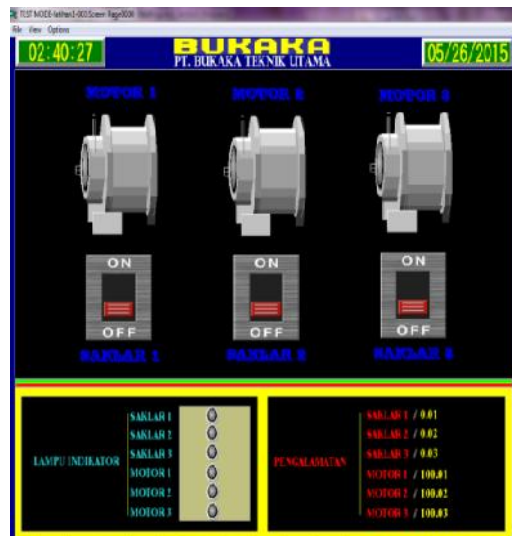 File View Options
02:40:27
BUKAKA
PT. BUKAKA TEKNIK UTAMA
05/26/2015
MOTOR 1
MOTOR 2
MOTOR 3
ON
OFF
ON
OFF
ON
OFF
SAKLAR 1
SAKLAR 2
SAKLAR 3
LAMPU INDIKATOR
SAKLAR 1
SAKLAR 2
SAKLAR 3
MOTOR 1
MOTOR 2
MOTOR 3
PENGALAMATAN
SAKLAR 1 / 0.01
SAKLAR 2 / 0.02
SAKLAR 3 / 0.03
MOTOR 1 / 100.01
MOTOR 2 / 100.02
MOTOR 3 / 100.03